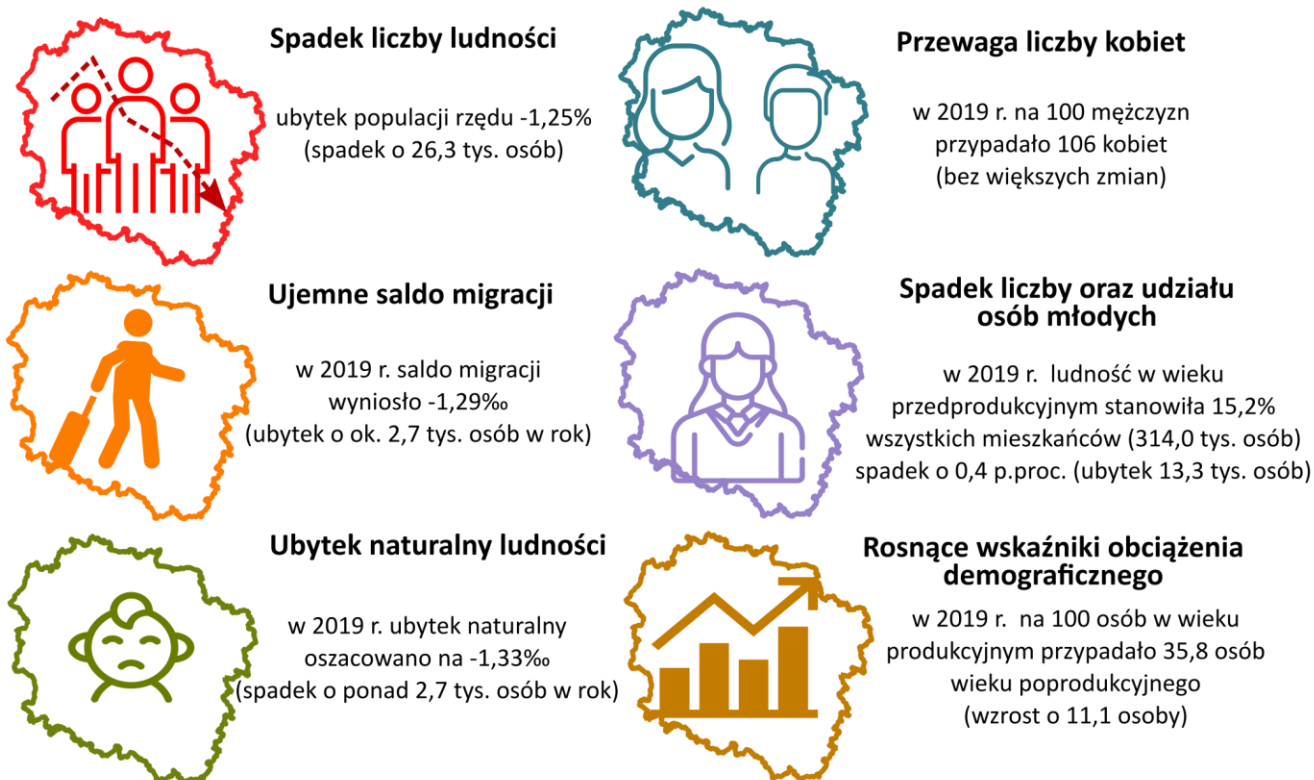 Spadek liczby ludności
ubytek populacji rzędu -1,25%
(spadek o 26,3 tys. osób)
Przewaga liczby kobiet
w 2019 r. na 100 mężczyzn
przypadało 106 kobiet
(bez większych zmian)
Ujemne saldo migracji
w 2019 r. saldo migracji
wyniosło -1,29‰
(ubytek o ok. 2,7 tys. osób w rok)
Spadek liczby oraz udziału
osób młodych
w 2019 r. ludność w wieku
przedprodukcyjnym stanowiła 15,2%
wszystkich mieszkańców (314,0 tys. osób)
spadek o 0,4 p.proc. (ubytek 13,3 tys. osób)
Ubytek naturalny ludności
w 2019 r. ubytek naturalny
oszacowano na -1,33‰
(spadek o ponad 2,7 tys. osób w rok)
Rosnące wskaźniki obciążenia
demograficznego
w 2019 r. na 100 osób w wieku
produkcyjnym przypadało 35,8 osób
wieku poprodukcyjnego
(wzrost o 11,1 osoby)